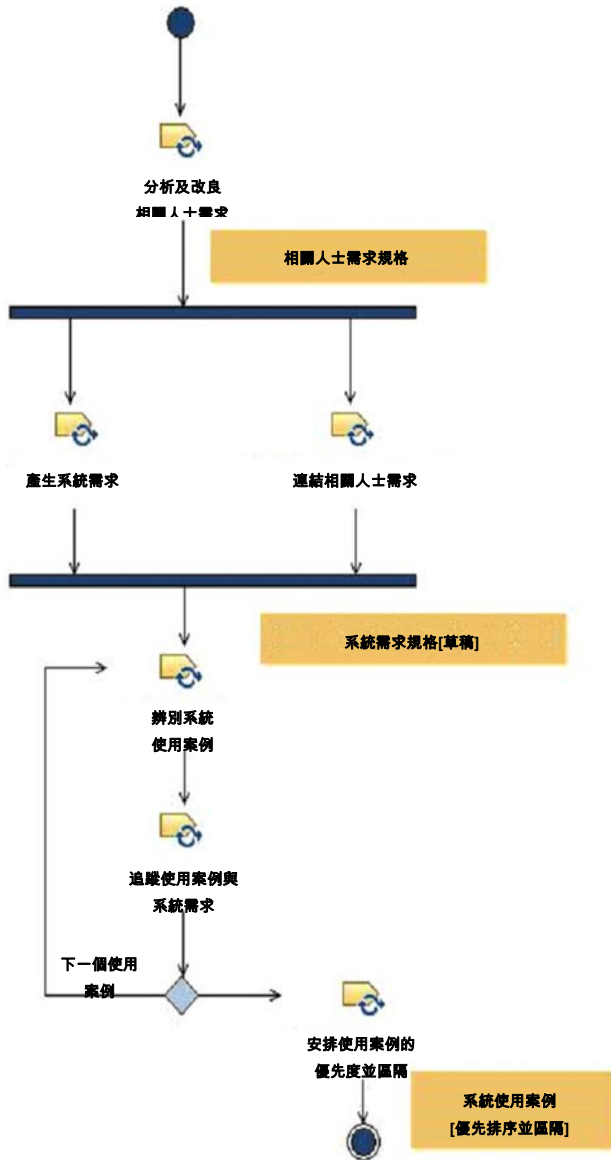 分析及改良
相關人士需求
相關人士需求規格
產生系統需求
連結相關人士需求
系統需求規格[草稿]
辨別系統
使用案例
追蹤使用案例與
系統需求
下一個使用
案例
安排使用案例的
優先度並區隔
系統使用案例
[優先排序並區隔]